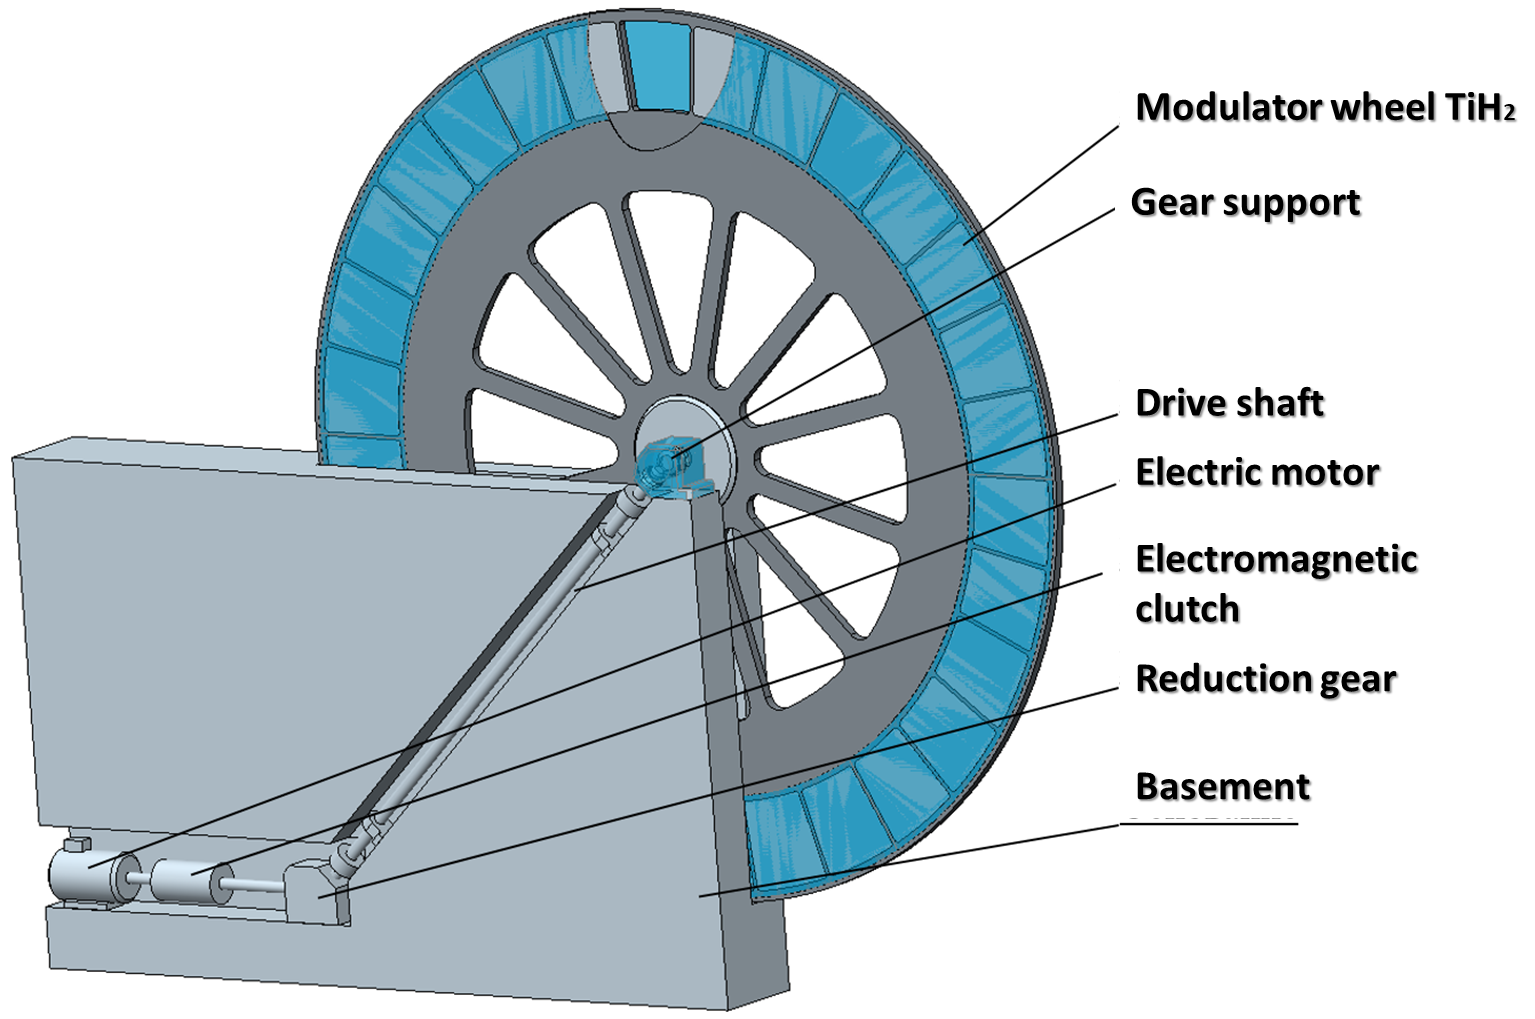 Modulator wheel TiH₂
Gear support
Drive shaft
Electric motor
Electromagnetic
clutch
Reduction gear
Basement